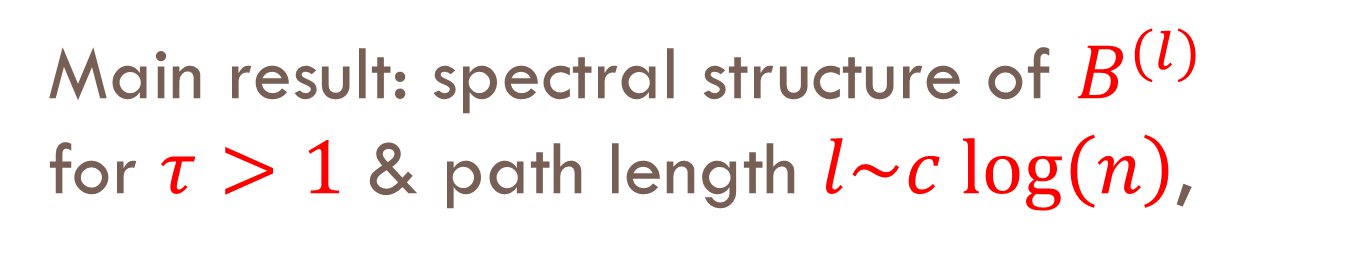 Main result: spectral structure of B⁽ˡ⁾
for τ > 1 & path length l~c log(n),